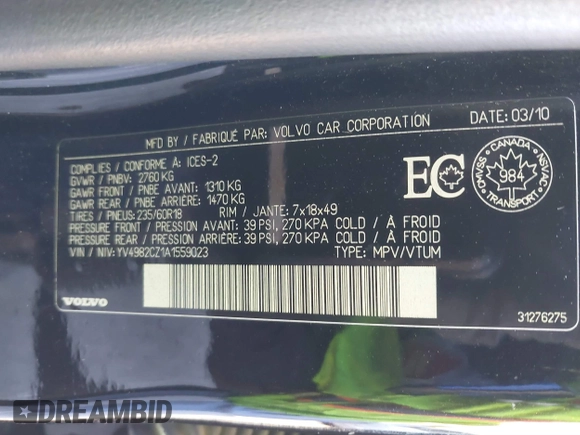 MFD BY / FABRIQUÉ PAR: VOLVO CAR CORPORATION
DATE: 03/10
COMPLIES / CONFORME À: ICES-2
GVWR / PNBV: 2760 KG
GAWR FRONT / PNBE AVANT: 1310 KG
GAWR REAR / PNBE ARRIÈRE: 1470 KG
TIRES / PNEUS: 235/60R18 RIM / JANTE: 7x18x49
PRESSURE FRONT / PRESSION AVANT: 39 PSI, 270 KPA COLD / À FROID
PRESSURE REAR / PRESSION ARRIÈRE: 39 PSI, 270 KPA COLD / À FROID
VIN / NIV: YV4982CZ1A1559023 TYPE: MPV/VTUM
EC
CANADA
CMVSS
984
NSVAC
TRANSPORT
VOLVO
31276275
DREAMBID